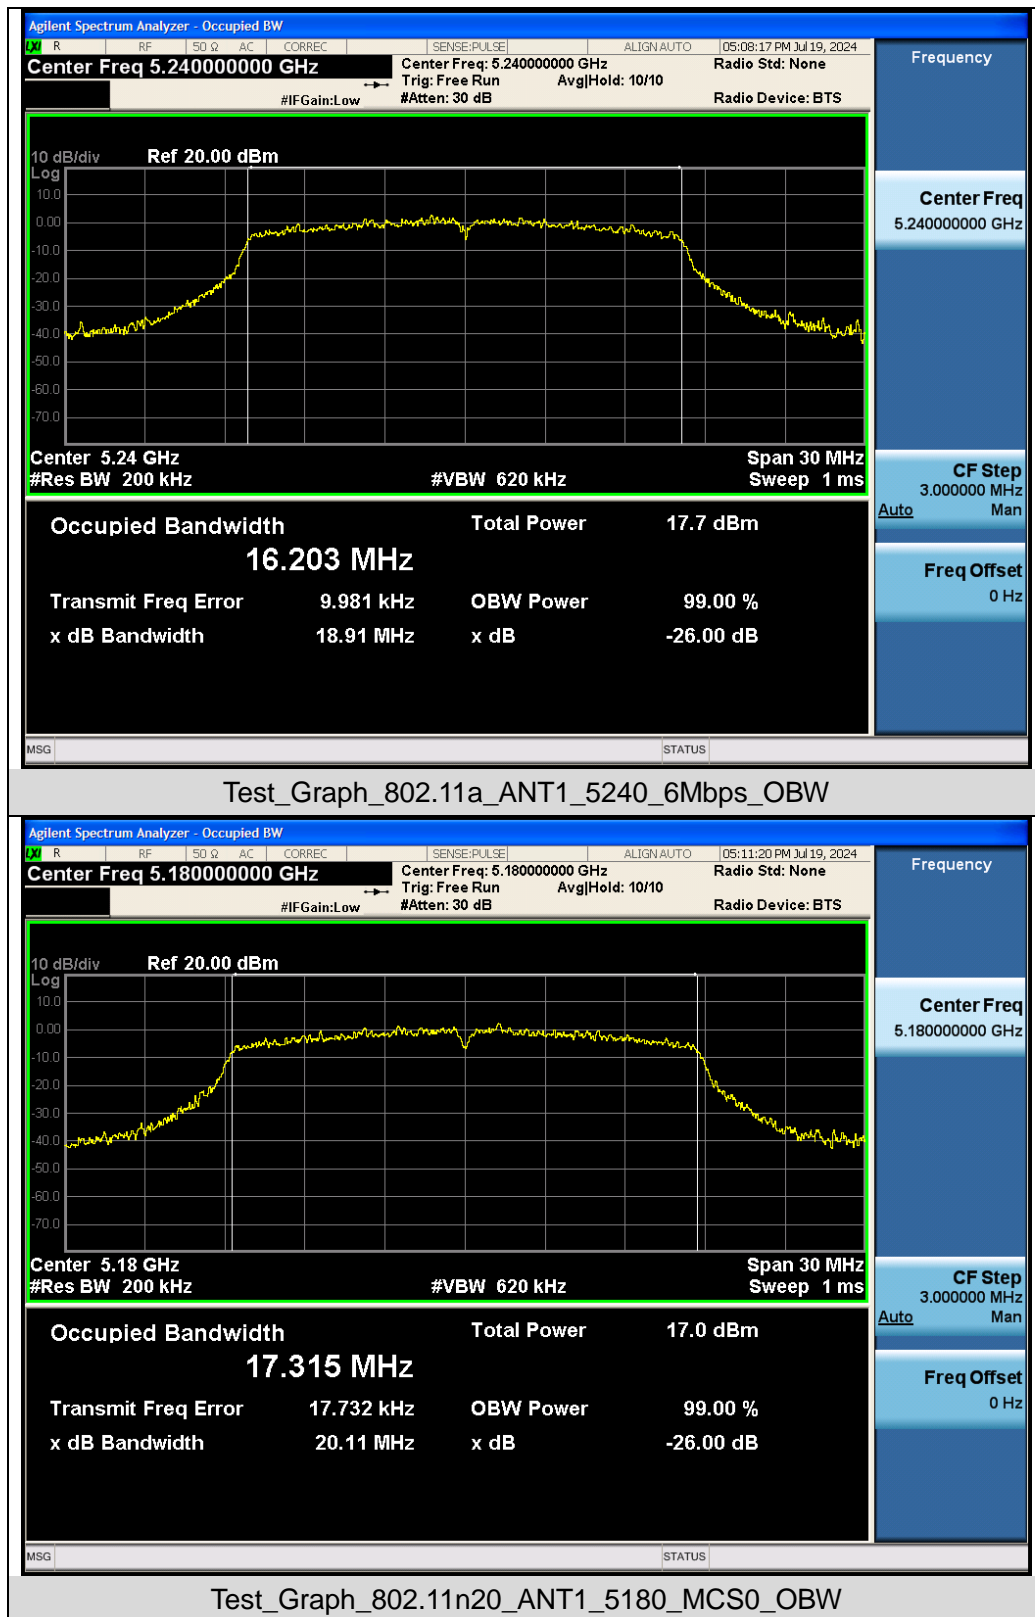 Agilent Spectrum Analyzer - Occupied BW
LXI R RF 50 Ω AC CORREC SENSE:PULSE ALIGN AUTO 05:08:17 PM Jul 19, 2024
Center Freq 5.240000000 GHz
Center Freq: 5.240000000 GHz Radio Std: None
Trig: Free Run Avg|Hold: 10/10
#IFGain:Low #Atten: 30 dB Radio Device: BTS
Frequency
10 dB/div Ref 20.00 dBm
Log
10.0
0.00
-10.0
-20.0
-30.0
-40.0
-50.0
-60.0
-70.0
Center 5.24 GHz Span 30 MHz
#Res BW 200 kHz #VBW 620 kHz Sweep 1 ms
Center Freq
5.240000000 GHz
CF Step
3.000000 MHz
Auto Man
Freq Offset
0 Hz
Occupied Bandwidth Total Power 17.7 dBm
16.203 MHz
Transmit Freq Error 9.981 kHz OBW Power 99.00 %
x dB Bandwidth 18.91 MHz x dB -26.00 dB
MSG STATUS
Test_Graph_802.11a_ANT1_5240_6Mbps_OBW
Agilent Spectrum Analyzer - Occupied BW
LXI R RF 50 Ω AC CORREC SENSE:PULSE ALIGN AUTO 05:11:20 PM Jul 19, 2024
Center Freq 5.180000000 GHz
Center Freq: 5.180000000 GHz Radio Std: None
Trig: Free Run Avg|Hold: 10/10
#IFGain:Low #Atten: 30 dB Radio Device: BTS
Frequency
10 dB/div Ref 20.00 dBm
Log
10.0
0.00
-10.0
-20.0
-30.0
-40.0
-50.0
-60.0
-70.0
Center 5.18 GHz Span 30 MHz
#Res BW 200 kHz #VBW 620 kHz Sweep 1 ms
Center Freq
5.180000000 GHz
CF Step
3.000000 MHz
Auto Man
Freq Offset
0 Hz
Occupied Bandwidth Total Power 17.0 dBm
17.315 MHz
Transmit Freq Error 17.732 kHz OBW Power 99.00 %
x dB Bandwidth 20.11 MHz x dB -26.00 dB
MSG STATUS
Test_Graph_802.11n20_ANT1_5180_MCS0_OBW